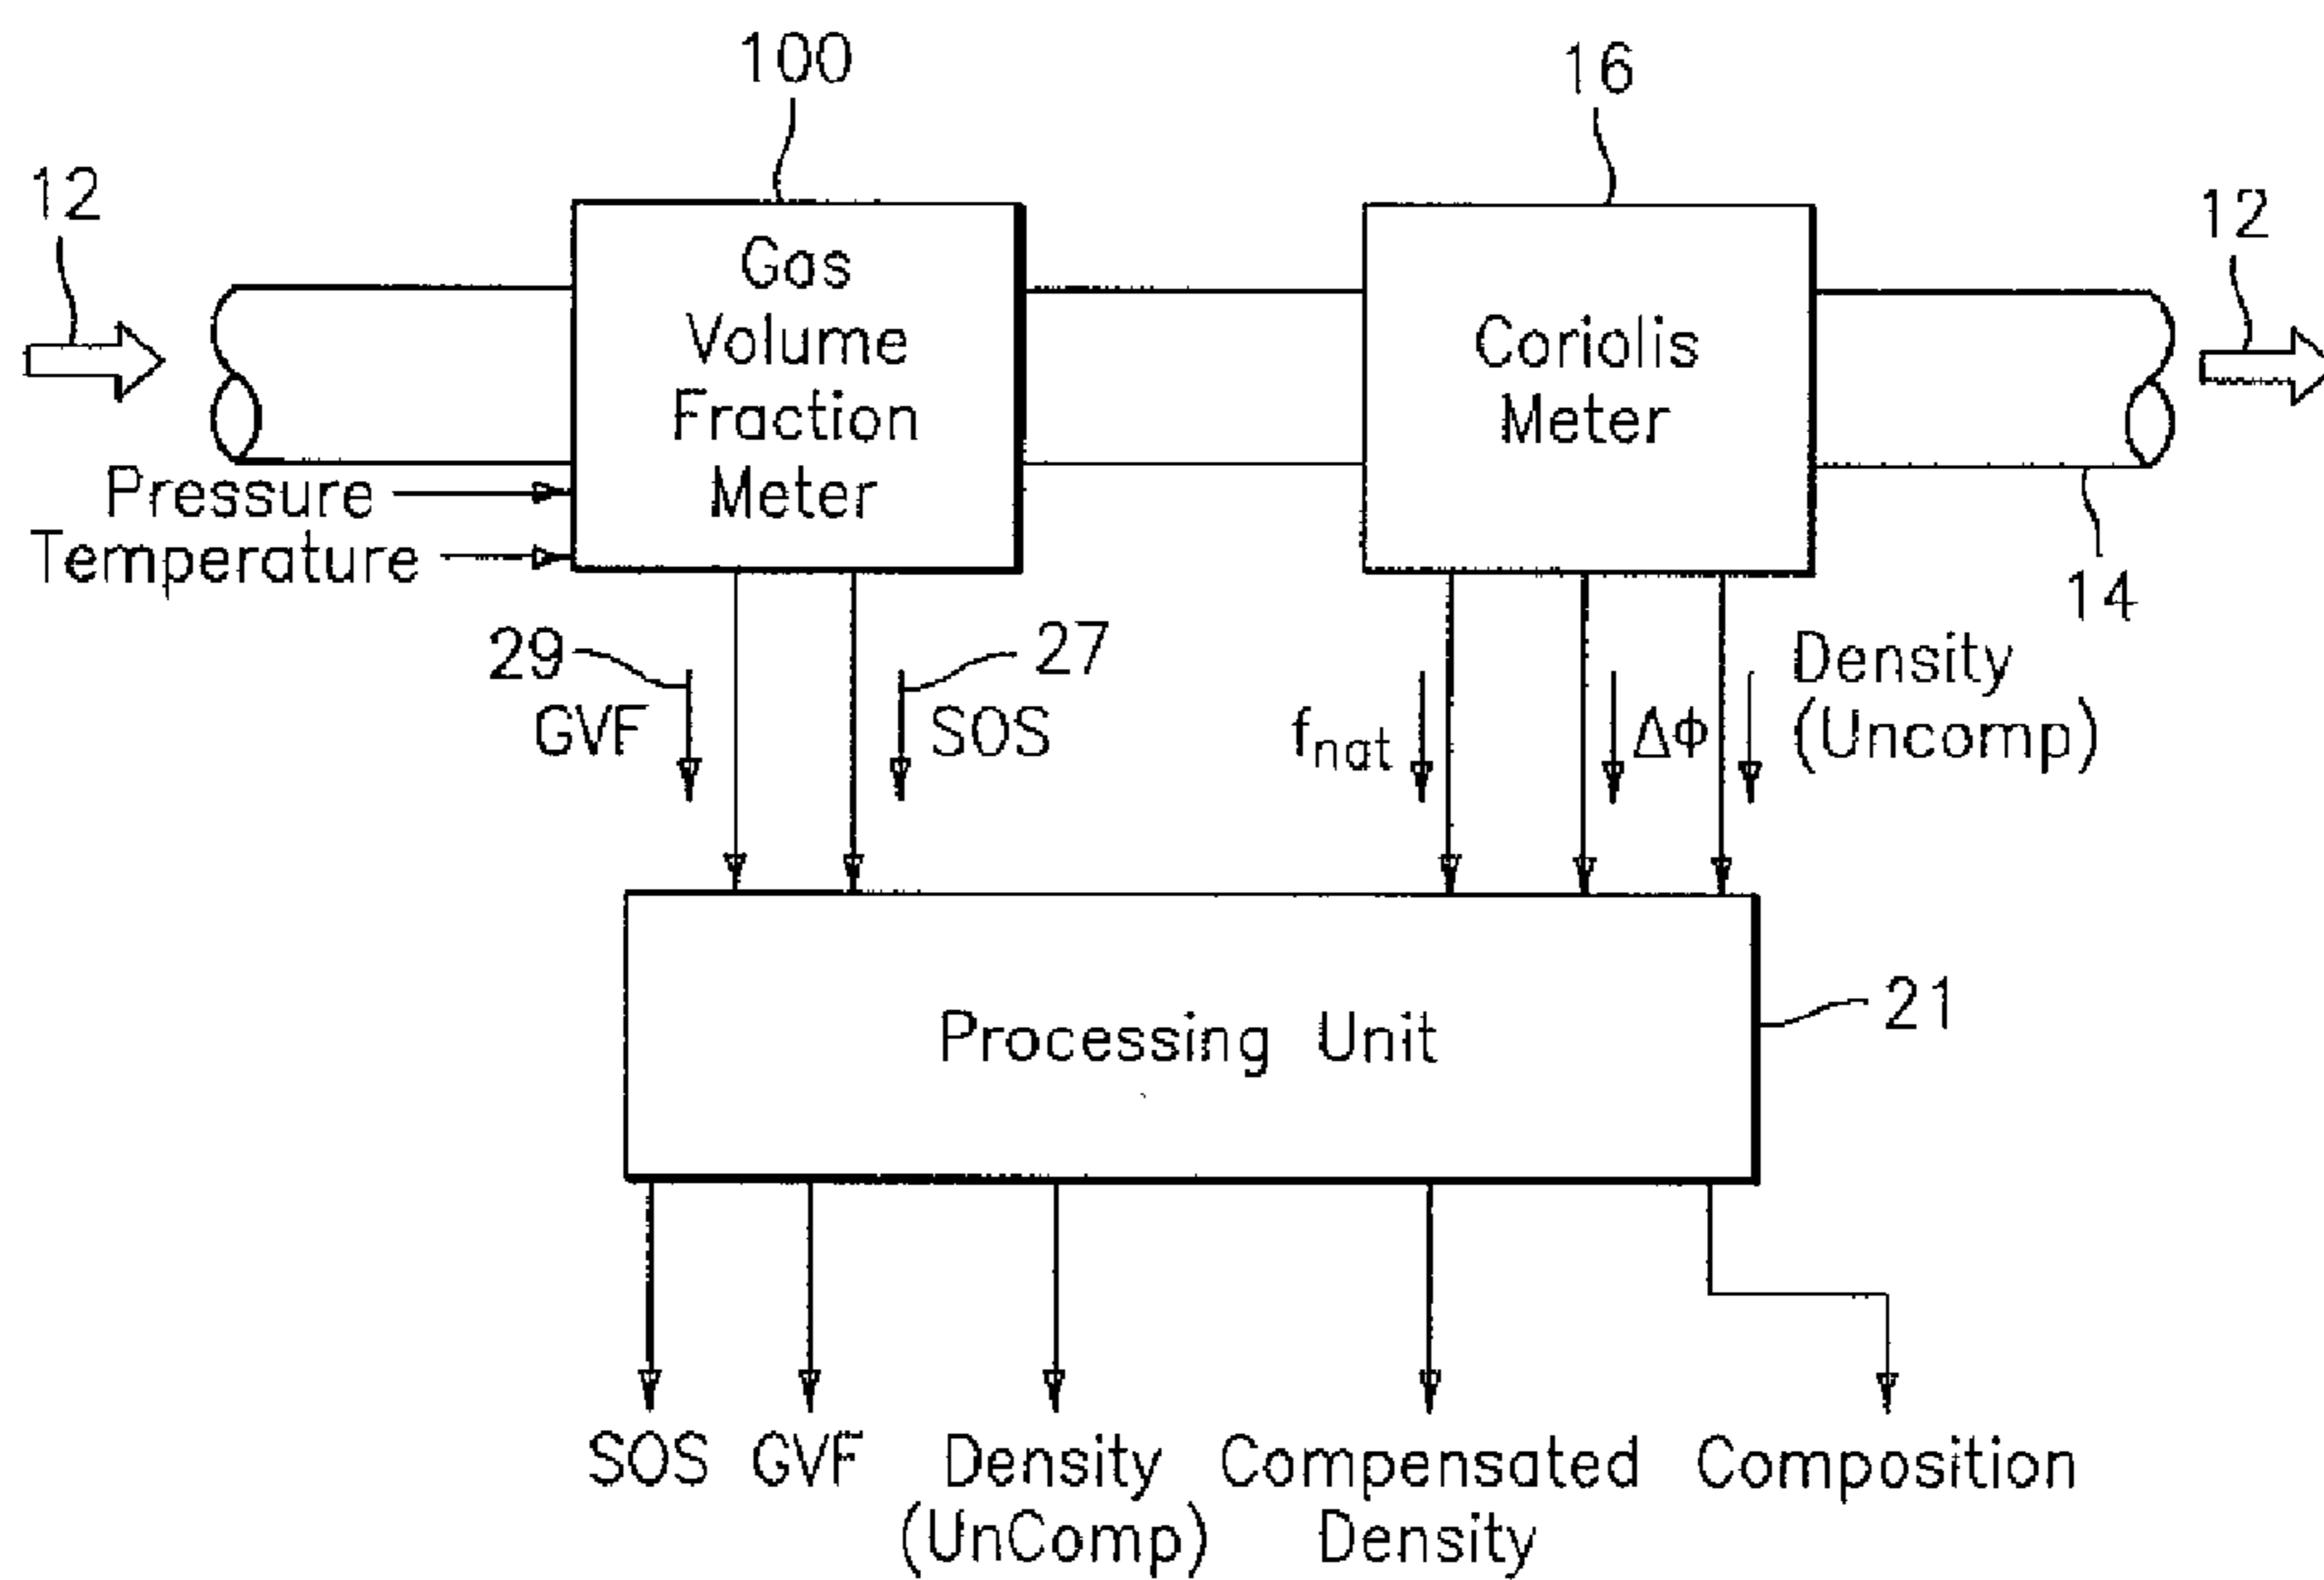 100
16
12
12
Gas
Volume
Fraction
Meter
Coriolis
Meter
Pressure
Temperature
14
29
GVF
27
SOS
fnat
Δϕ
Density
(Uncomp)
Processing Unit
21
SOS
GVF
Density
(UnComp)
Compensated
Density
Composition